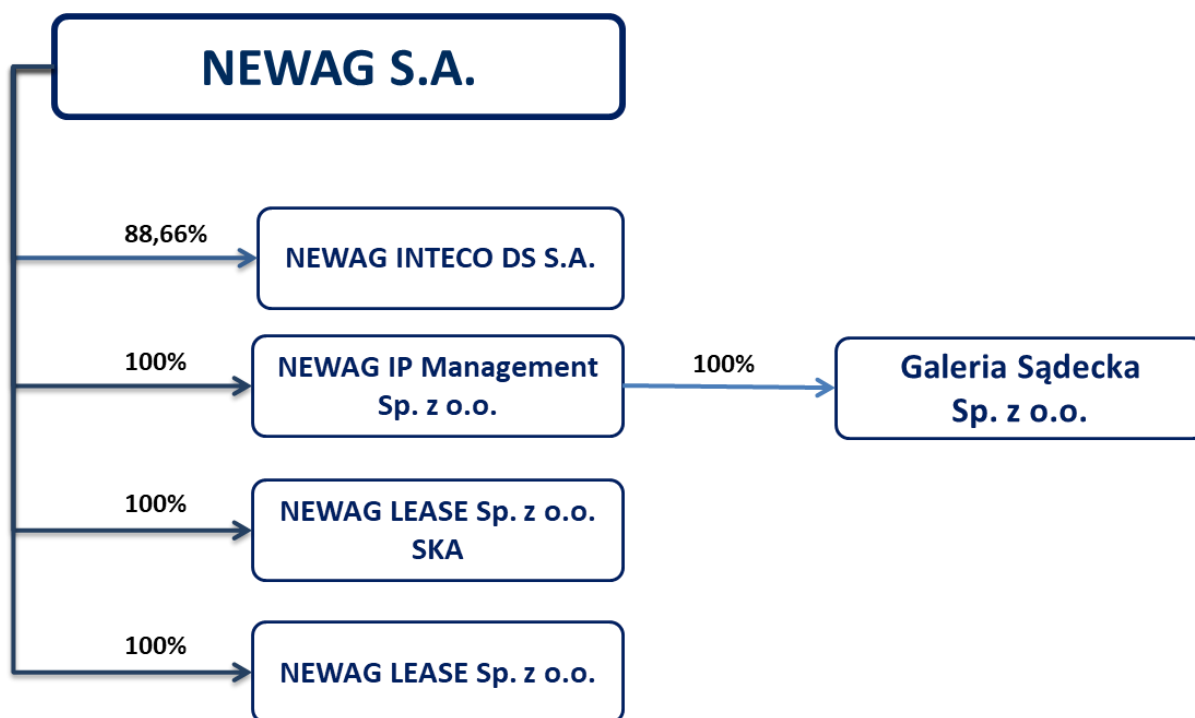 NEWAG S.A.
88,66%
NEWAG INTECO DS S.A.
100%
NEWAG IP Management
Sp. z o.o.
100%
Galeria Sądecka
Sp. z o.o.
100%
NEWAG LEASE Sp. z o.o.
SKA
100%
NEWAG LEASE Sp. z o.o.